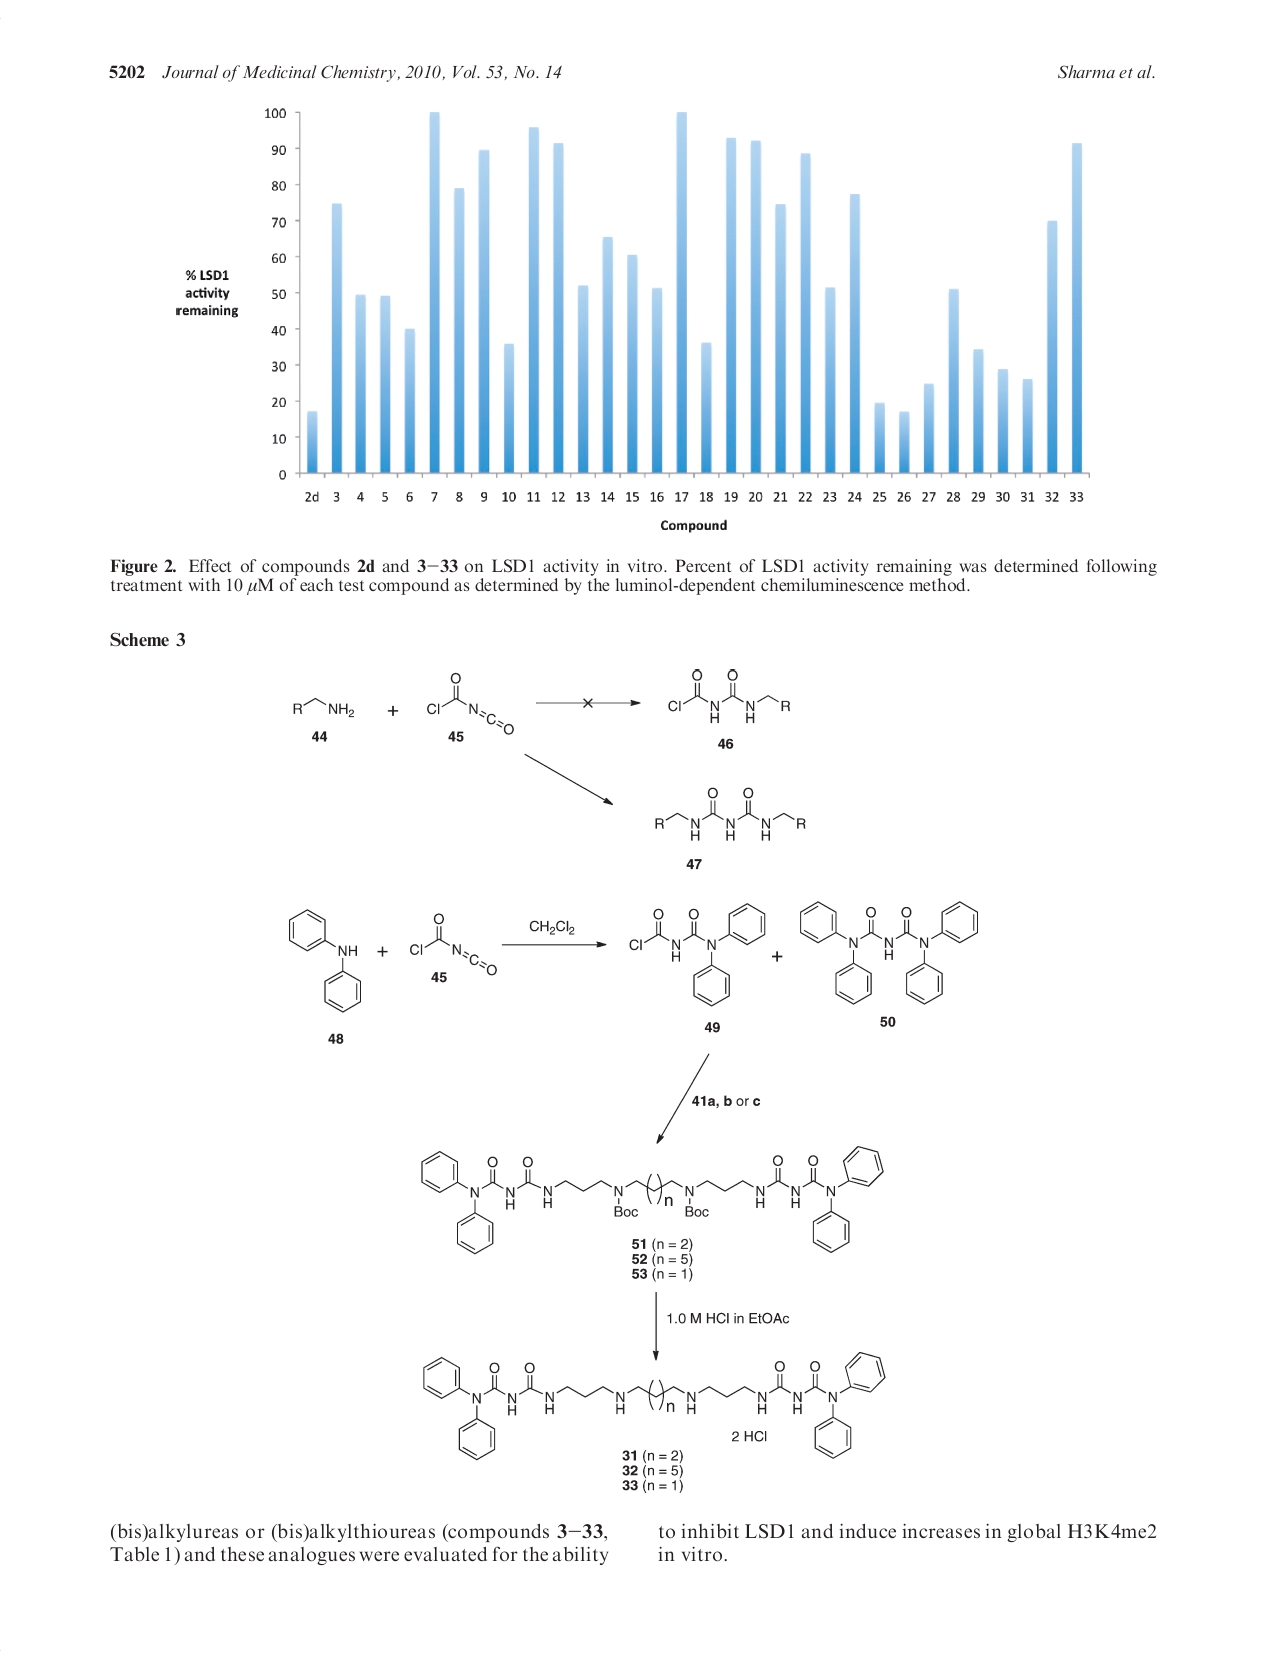 5202 Journal of Medicinal Chemistry, 2010, Vol. 53, No. 14 Sharma et al.
100
90
80
70
60
50
40
30
20
10
0
% LSD1
activity
remaining
2d 3 4 5 6 7 8 9 10 11 12 13 14 15 16 17 18 19 20 21 22 23 24 25 26 27 28 29 30 31 32 33
Compound
Figure 2. Effect of compounds 2d and 3−33 on LSD1 activity in vitro. Percent of LSD1 activity remaining was determined following
treatment with 10 μM of each test compound as determined by the luminol-dependent chemiluminescence method.
Scheme 3
R NH2 + Cl O N C O
44 45
Cl O N H O N H R
46
R N H O N H O N H R
47
NH + Cl O N C O
48 45
CH2Cl2
Cl O N H O N + N O N H O N
49 50
41a, b or c
N O N H O N H N Boc n N Boc N H O N H O N
51 (n = 2)
52 (n = 5)
53 (n = 1)
1.0 M HCl in EtOAc
N O N H O N H N H n N H N H O N H O N
2 HCl
31 (n = 2)
32 (n = 5)
33 (n = 1)
(bis)alkylureas or (bis)alkylthioureas (compounds 3−33,
Table 1) and these analogues were evaluated for the ability
to inhibit LSD1 and induce increases in global H3K4me2
in vitro.